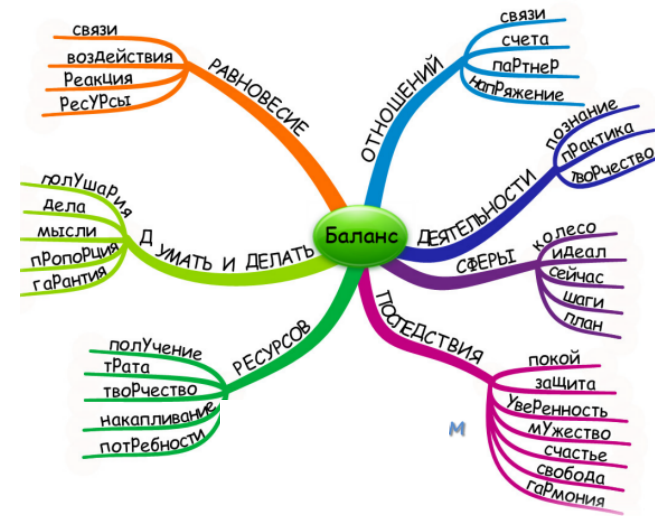 Баланс
РАВНОВЕСИЕ
связи
воздействия
Реакция
РесУРсы
ОТНОШЕНИЙ
связи
счета
паРтнеР
напРяжение
ДЕЯТЕЛЬНОСТИ
познание
пРактика
твоРчество
СФЕРЫ
колесо
идеал
сейчас
шаги
план
ПОСЛЕДСТВИЯ
покой
защита
УвеРенность
мУжество
счастье
свобода
гаРмония
РЕСУРСОВ
полУчение
тРата
твоРчество
накапливание
потРебности
Д УМАТЬ И ДЕЛАТЬ
полУшаРия
дела
мысли
пРопоРция
гаРантия
м